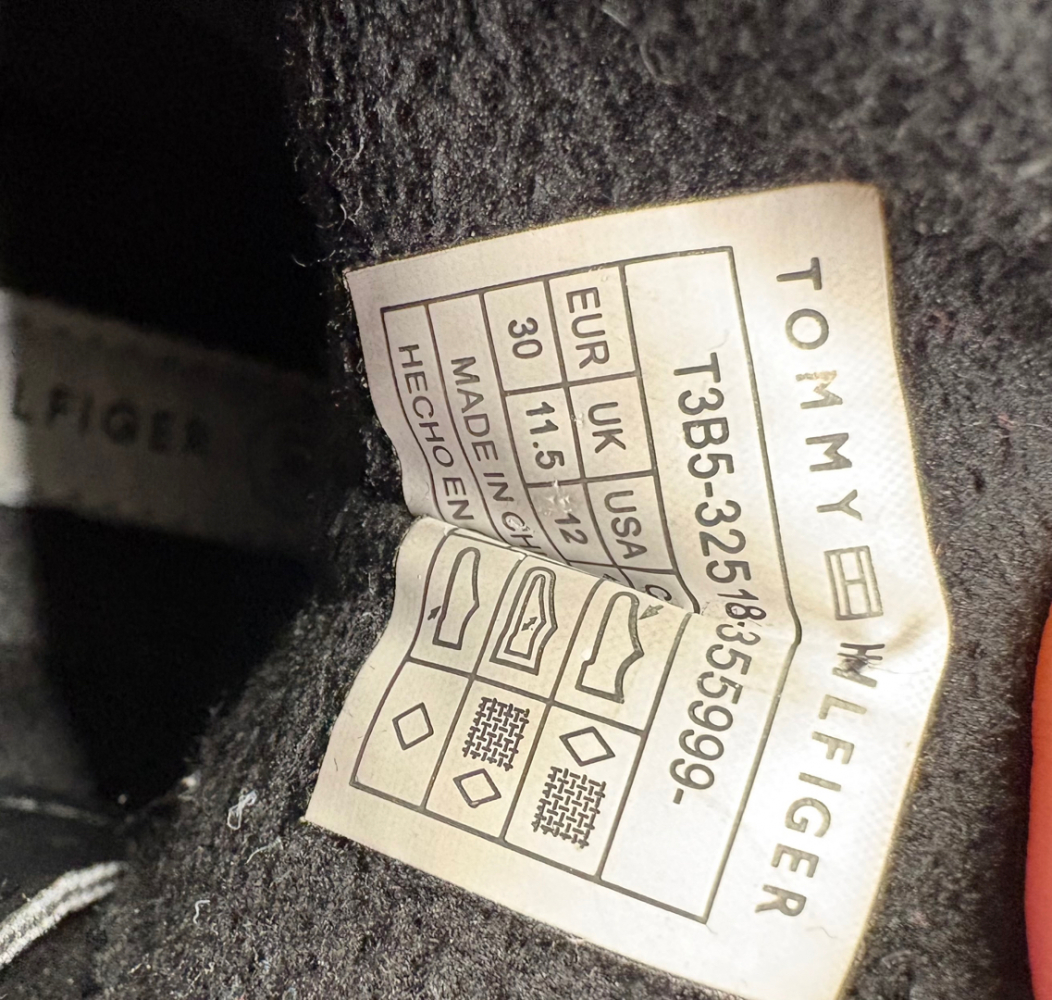 TOMMY HILFIGER
T3B5-32518-355999-
EUR UK USA
30 11.5 12
MADE IN CH
HECHO EN
LFIGER